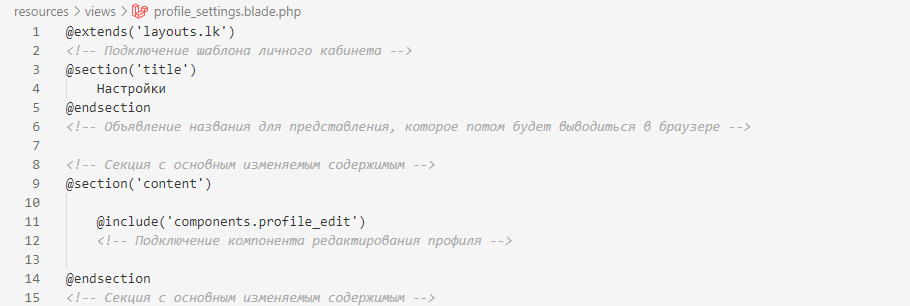 resources > views > profile_settings.blade.php
1 @extends('layouts.lk')
2 <!-- Подключение шаблона личного кабинета -->
3 @section('title')
4 Настройки
5 @endsection
6 <!-- Объявление названия для представления, которое потом будет выводиться в браузере -->
7
8 <!-- Секция с основным изменяемым содержимым -->
9 @section('content')
10
11 @include('components.profile_edit')
12 <!-- Подключение компонента редактирования профиля -->
13
14 @endsection
15 <!-- Секция с основным изменяемым содержимым -->